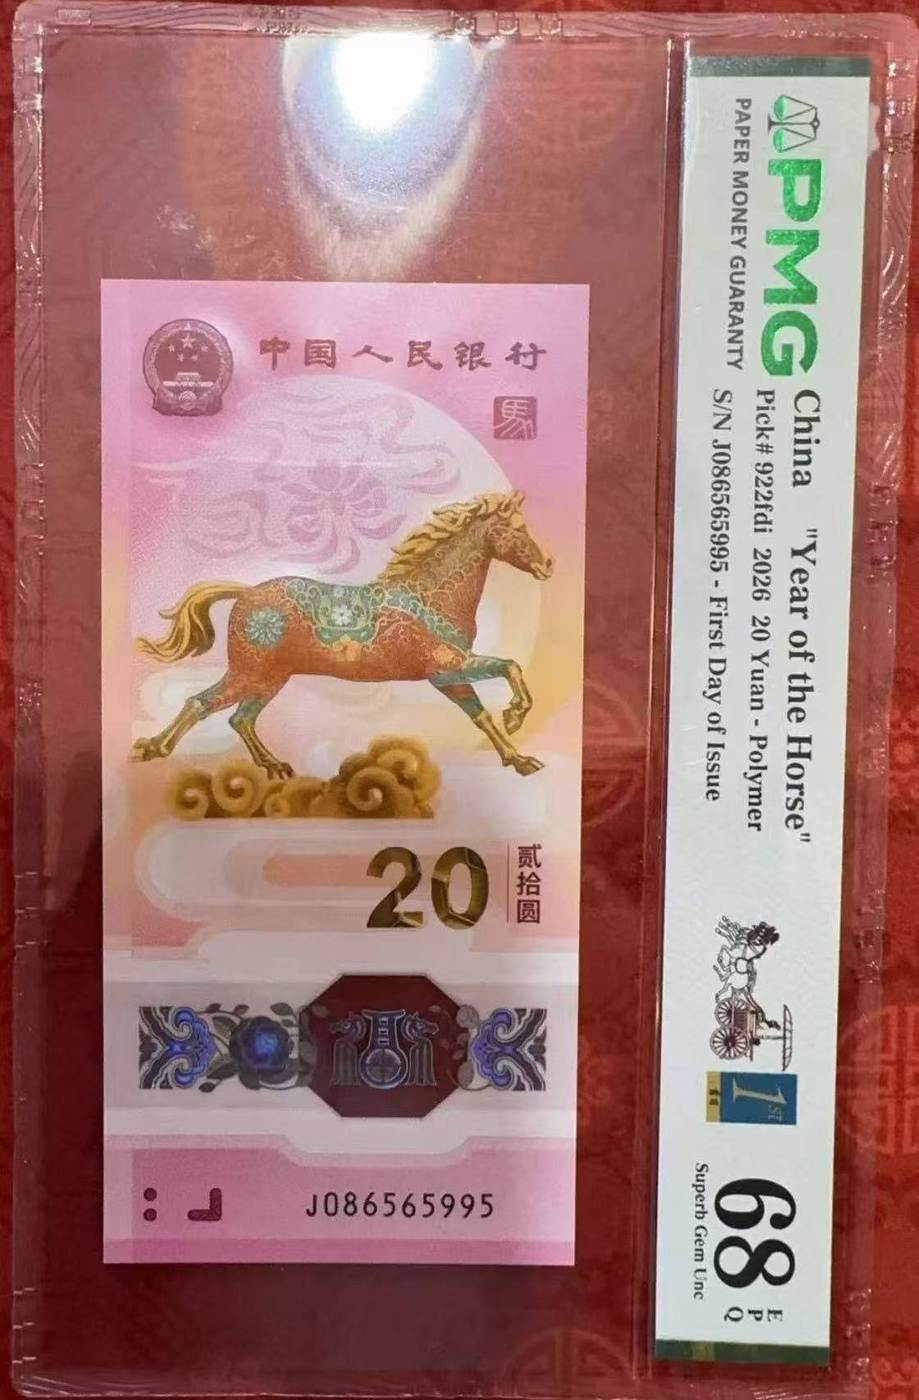 中国人民银行
馬
20
贰拾圆
J086565995
PMG
PAPER MONEY GUARANTY
China "Year of the Horse"
Pick# 922fdi 2026 20 Yuan - Polymer
S/N J086565995 - First Day of Issue
1ST
68 EPQ
Superb Gem Unc